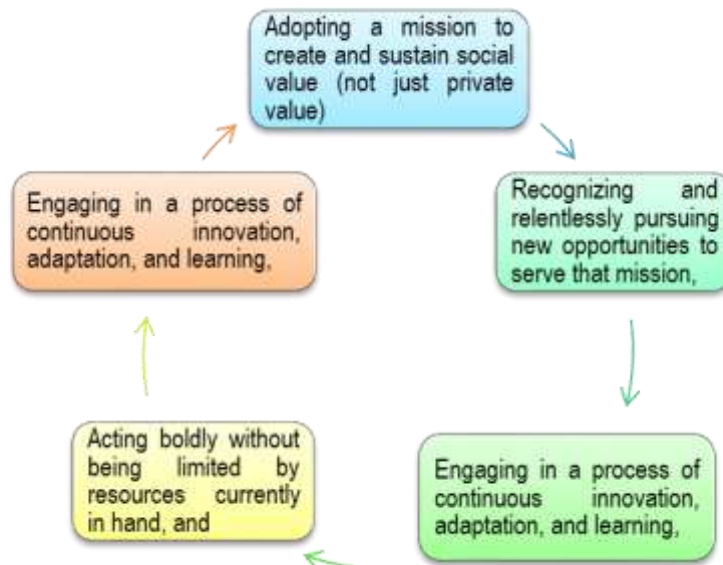 Adopting a mission to
create and sustain social
value (not just private
value)
Recognizing and
relentlessly pursuing
new opportunities to
serve that mission,
Engaging in a process of
continuous innovation,
adaptation, and learning,
Acting boldly without
being limited by
resources currently
in hand, and
Engaging in a process of
continuous innovation,
adaptation, and learning,